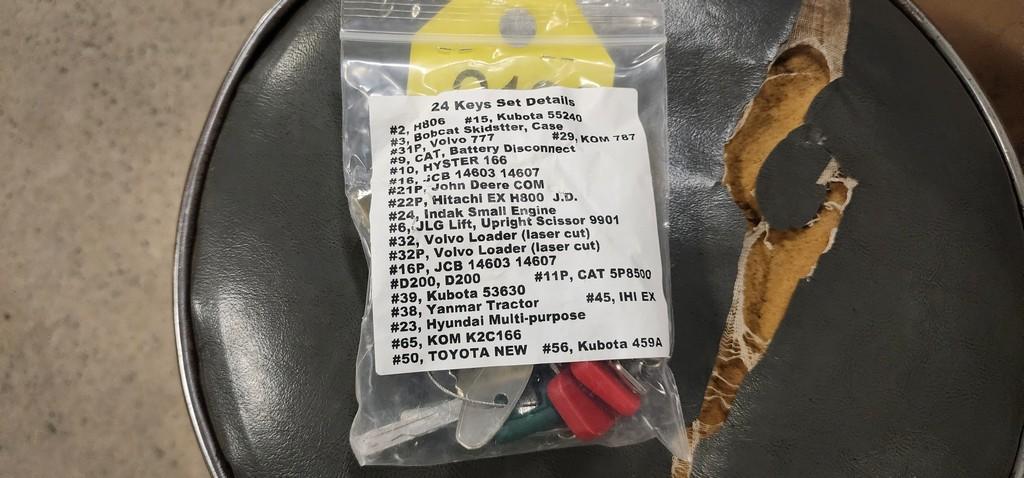 24 Keys Set Details
#2, H806 #15, Kubota 55240
#3, Bobcat Skidstter, Case
#31P, Volvo 777 #29, KOM 787
#9, CAT, Battery Disconnect
#10, HYSTER 166
#16, JCB 14603 14607
#21P, John Deere COM
#22P, Hitachi EX H800 J.D.
#24, Indak Small Engine
#6, JLG Lift, Upright Scissor 9901
#32, Volvo Loader (laser cut)
#32P, Volvo Loader (laser cut)
#16P, JCB 14603 14607
#D200, D200 #11P, CAT 5P8500
#39, Kubota 53630
#38, Yanmar Tractor #45, IHI EX
#23, Hyundai Multi-purpose
#65, KOM K2C166
#50, TOYOTA NEW #56, Kubota 459A